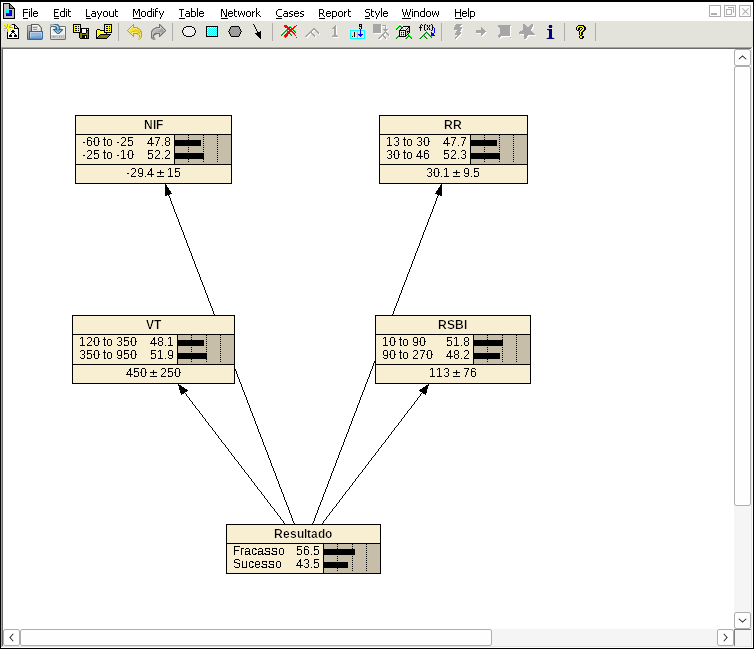 File Edit Layout Modify Table Network Cases Report Style Window Help
1 f(x) i ?
NIF
-60 to -25 47.8
-25 to -10 52.2
-29.4 ± 15
RR
13 to 30 47.7
30 to 46 52.3
30.1 ± 9.5
VT
120 to 350 48.1
350 to 950 51.9
450 ± 250
RSBI
10 to 90 51.8
90 to 270 48.2
113 ± 76
Resultado
Fracasso 56.5
Sucesso 43.5